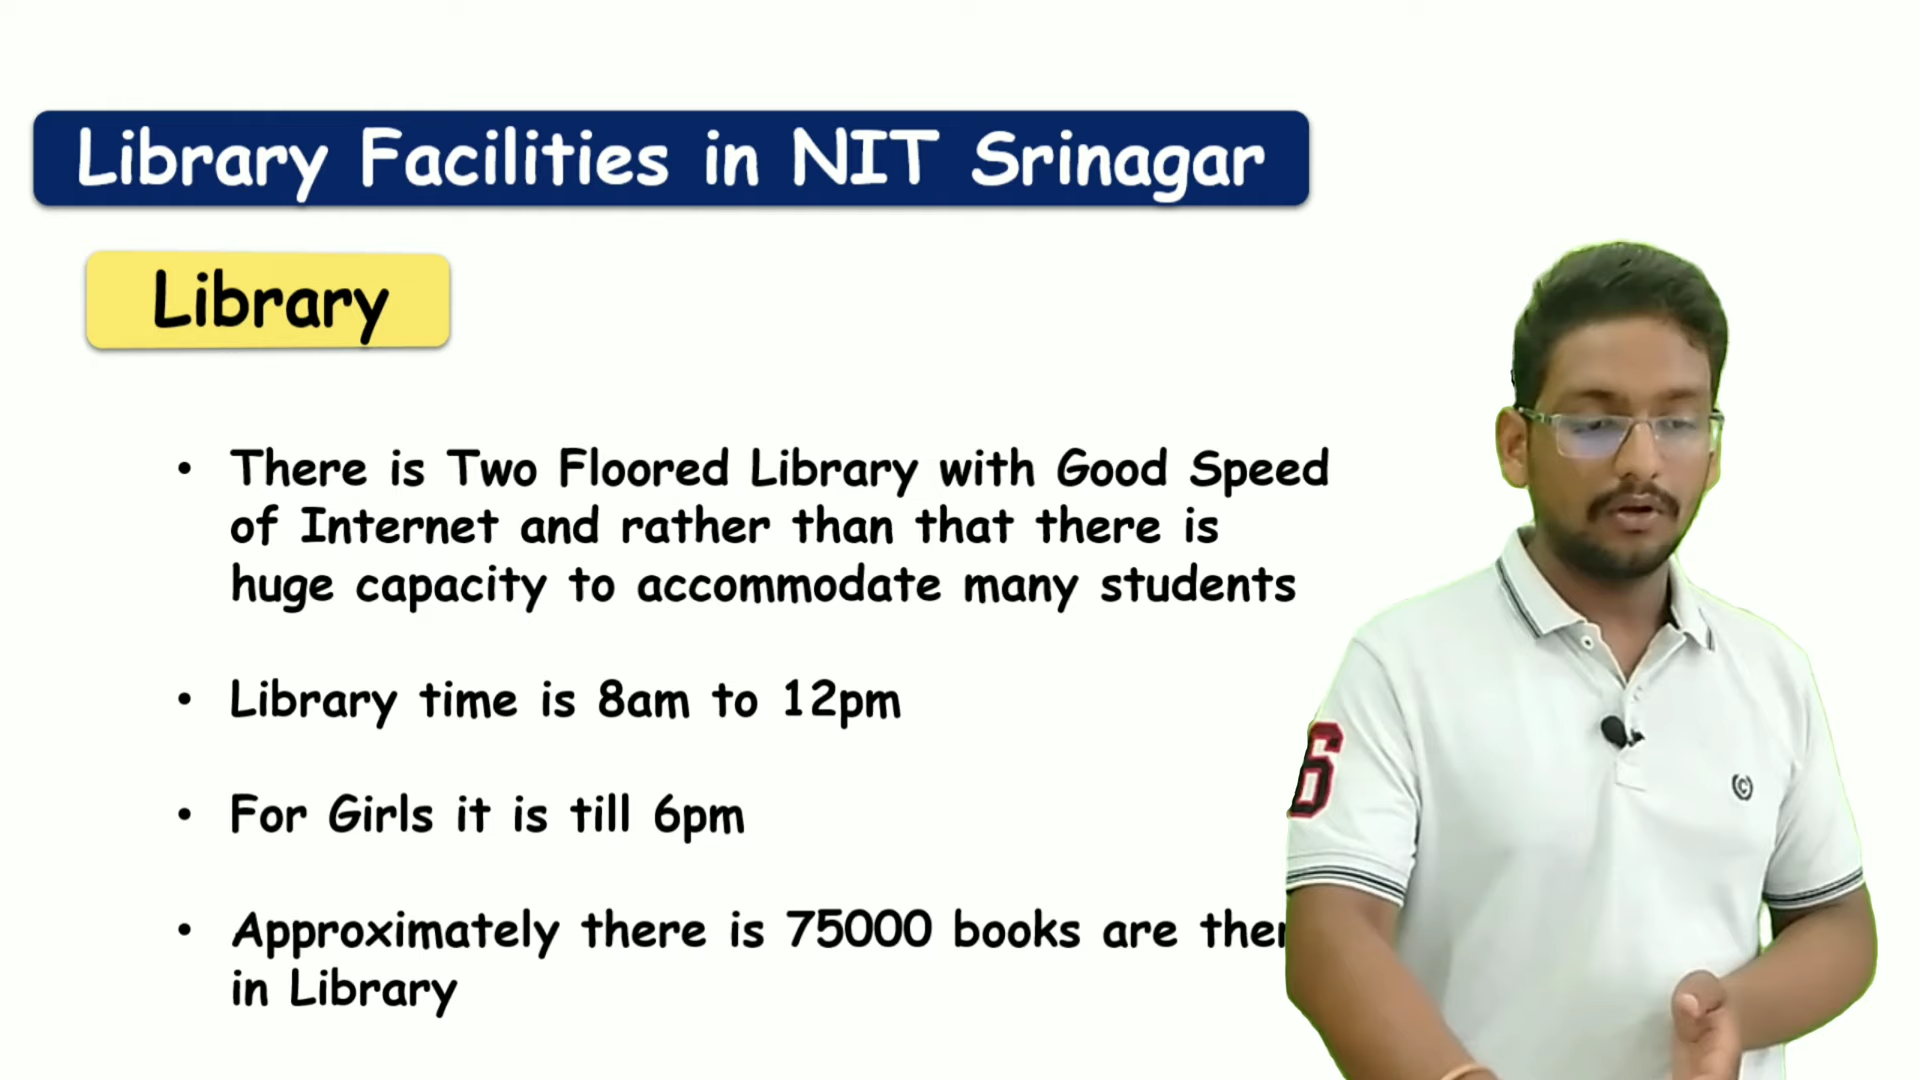 Library Facilities in NIT Srinagar
Library
• There is Two Floored Library with Good Speed
of Internet and rather than that there is
huge capacity to accommodate many students
• Library time is 8am to 12pm
• For Girls it is till 6pm
• Approximately there is 75000 books are
in Library
6